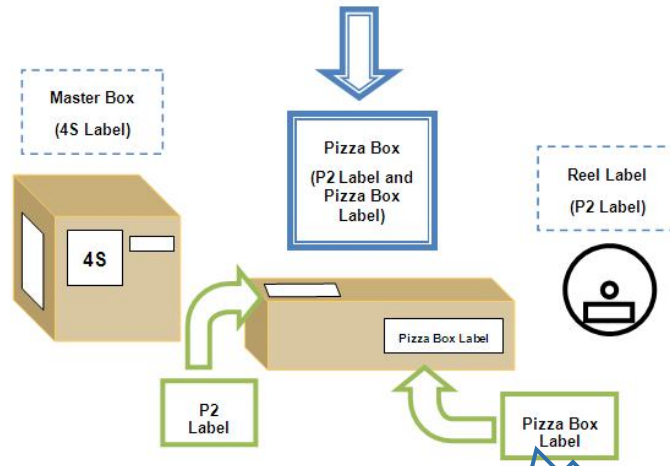 Master Box
(4S Label)
Pizza Box
(P2 Label and
Pizza Box
Label)
Reel Label
(P2 Label)
4S
Pizza Box Label
P2
Label
Pizza Box
Label